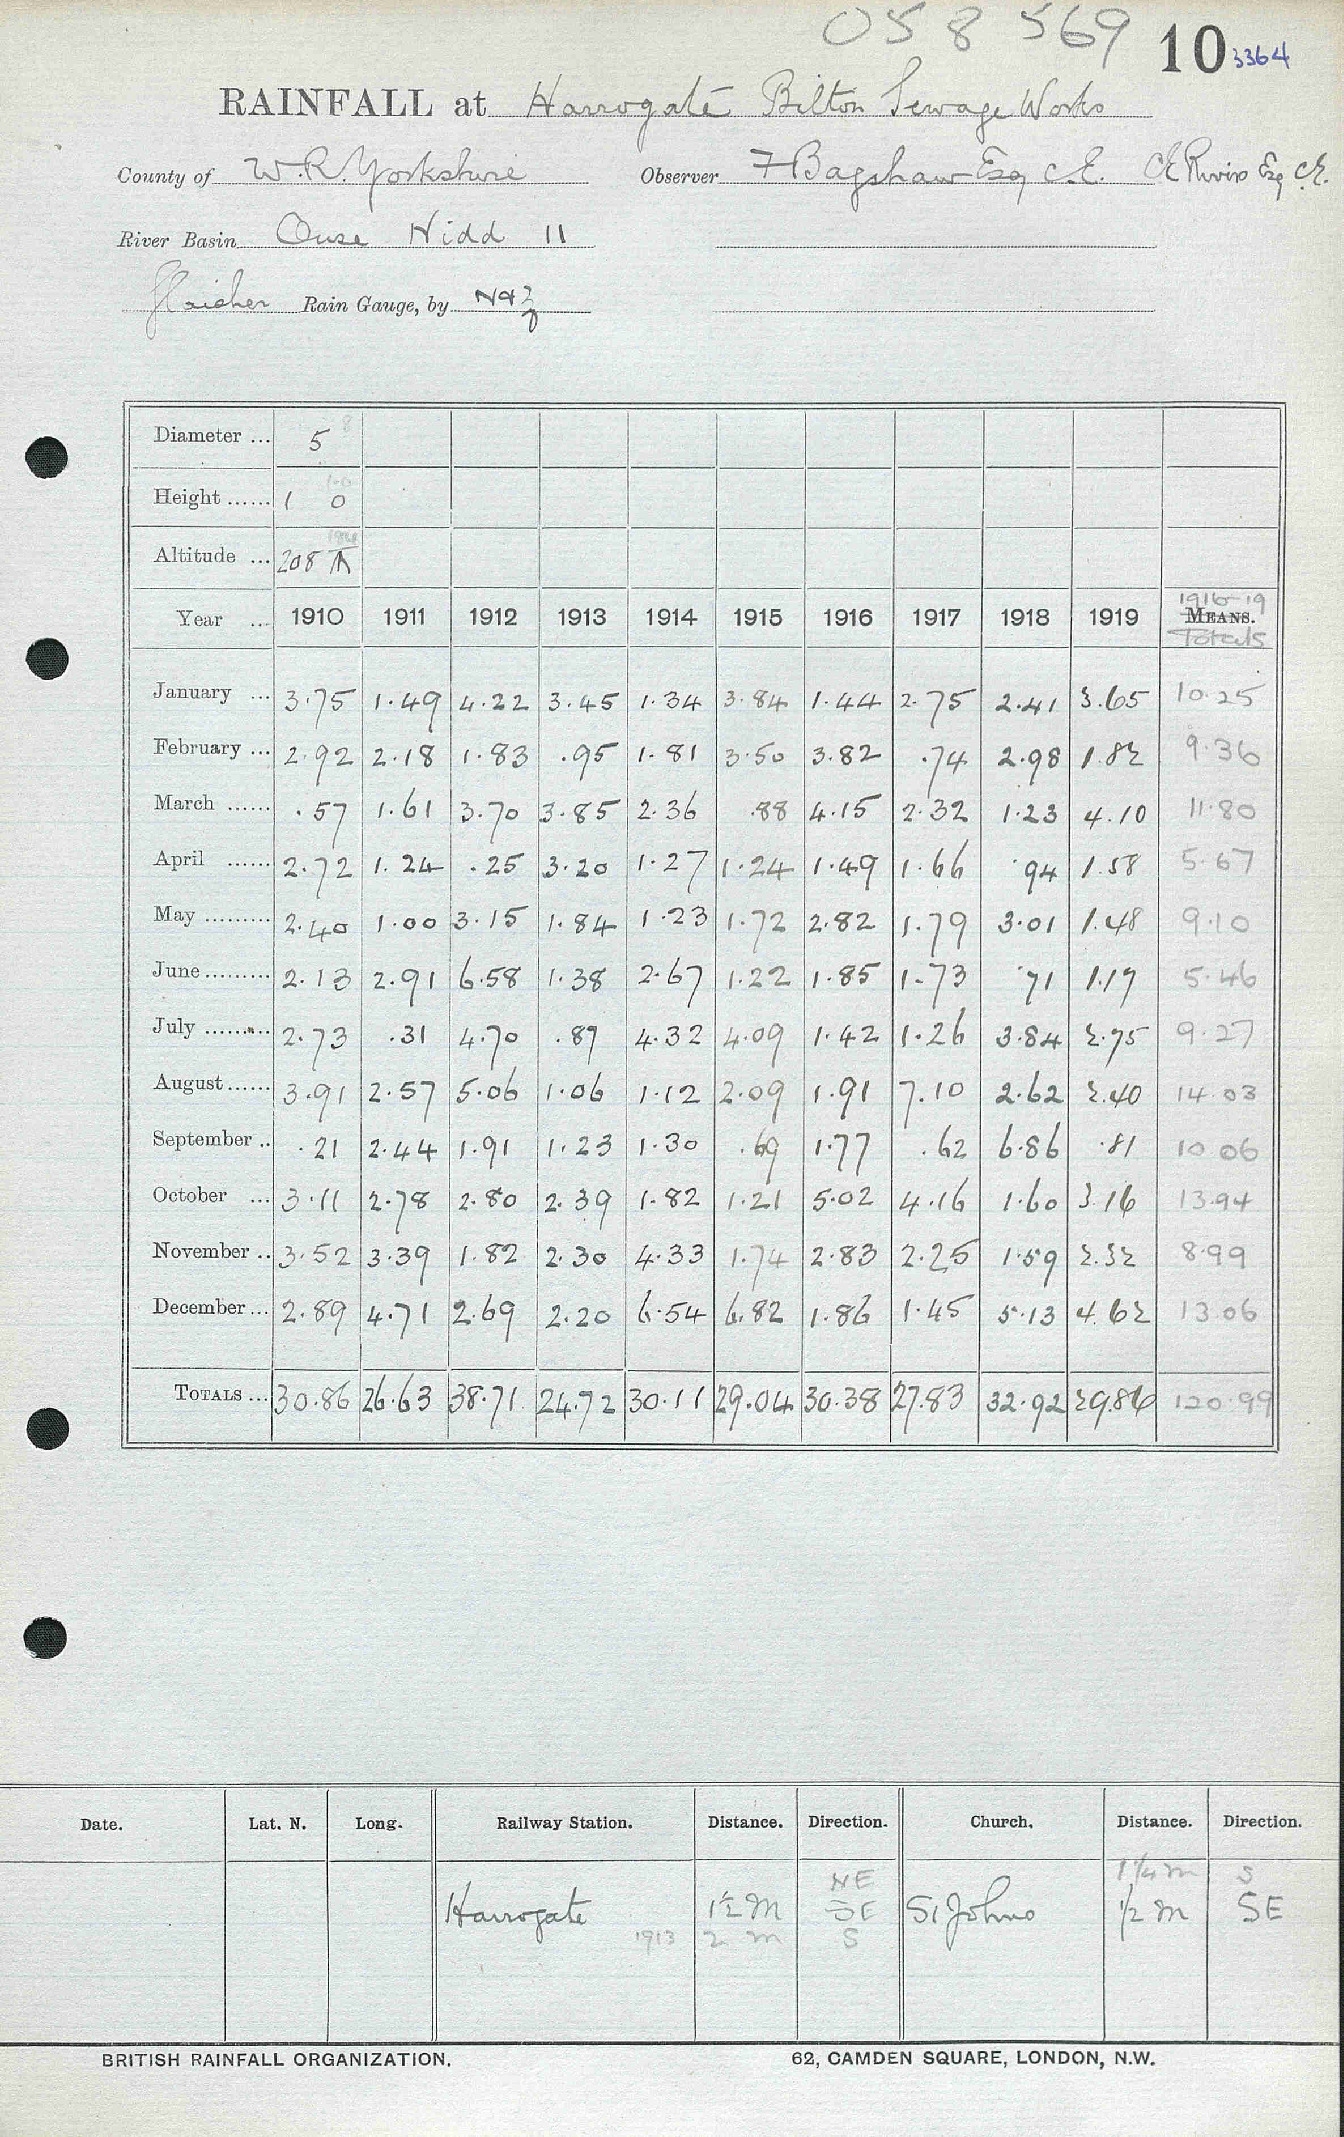 058 569 10 3364
RAINFALL at Harrogate Bilton Sewage Works
County of W.R. Yorkshire Observer F Bagshaw Esq C.E. Esq C.E.
River Basin Ouse Nidd 11
Rain Gauge, by N&Z
Diameter ... 5 8
Height ...... 1 0
Altitude ... 208
Year ... 1910 1911 1912 1913 1914 1915 1916 1917 1918 1919 1916-19 MEANS. Totals
January ... 3.75 1.49 4.22 3.45 1.34 3.84 1.44 2.75 2.41 3.65 10.25
February ... 2.92 2.18 1.83 .95 1.81 3.50 3.82 .74 2.98 1.82 9.36
March ...... .57 1.61 3.70 3.85 2.36 .88 4.15 2.32 1.23 4.10 11.80
April ...... 2.72 1.24 .25 3.20 1.27 1.24 1.49 1.66 .94 1.58 5.67
May ......... 2.40 1.00 3.15 1.84 1.23 1.72 2.82 1.79 3.01 1.48 9.10
June ......... 2.13 2.91 6.58 1.38 2.67 1.22 1.85 1.73 .71 1.17 5.46
July ......... 2.73 .31 4.70 .87 4.32 4.09 1.42 1.26 3.84 2.75 9.27
August ...... 3.91 2.57 5.06 1.06 1.12 2.09 1.91 7.10 2.62 2.40 14.03
September .. .21 2.44 1.91 1.23 1.30 .69 1.77 .62 6.86 .81 10 06
October ... 3.11 2.78 2.80 2.39 1.82 1.21 5.02 4.16 1.60 3.16 13.94
November .. 3.52 3.39 1.82 2.30 4.33 1.74 2.83 2.25 1.59 2.32 8.99
December ... 2.89 4.71 2.69 2.20 6.54 6.82 1.86 1.45 5.13 4.62 13.06
TOTALS ... 30.86 26.63 38.71 24.72 30.11 29.04 30.38 27.83 32.92 29.86 120.99
Date. Lat. N. Long. Railway Station. Distance. Direction. Church. Distance. Direction.
NE 1 1/4 m S
Harrogate 1½ m SE St Johns ½ m SE
1913 2 m S
BRITISH RAINFALL ORGANIZATION. 62, CAMDEN SQUARE, LONDON, N.W.